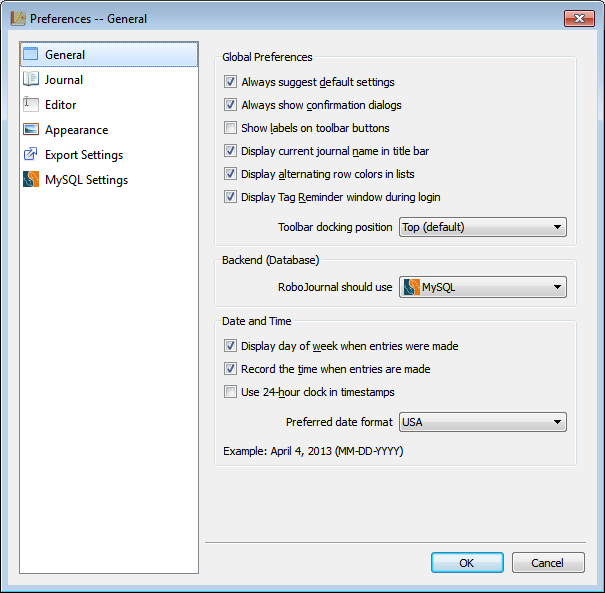 Preferences -- General
General
Journal
Editor
Appearance
Export Settings
MySQL Settings
Global Preferences
Always suggest default settings
Always show confirmation dialogs
Show labels on toolbar buttons
Display current journal name in title bar
Display alternating row colors in lists
Display Tag Reminder window during login
Toolbar docking position Top (default)
Backend (Database)
RoboJournal should use MySQL
Date and Time
Display day of week when entries were made
Record the time when entries are made
Use 24-hour clock in timestamps
Preferred date format USA
Example: April 4, 2013 (MM-DD-YYYY)
OK Cancel